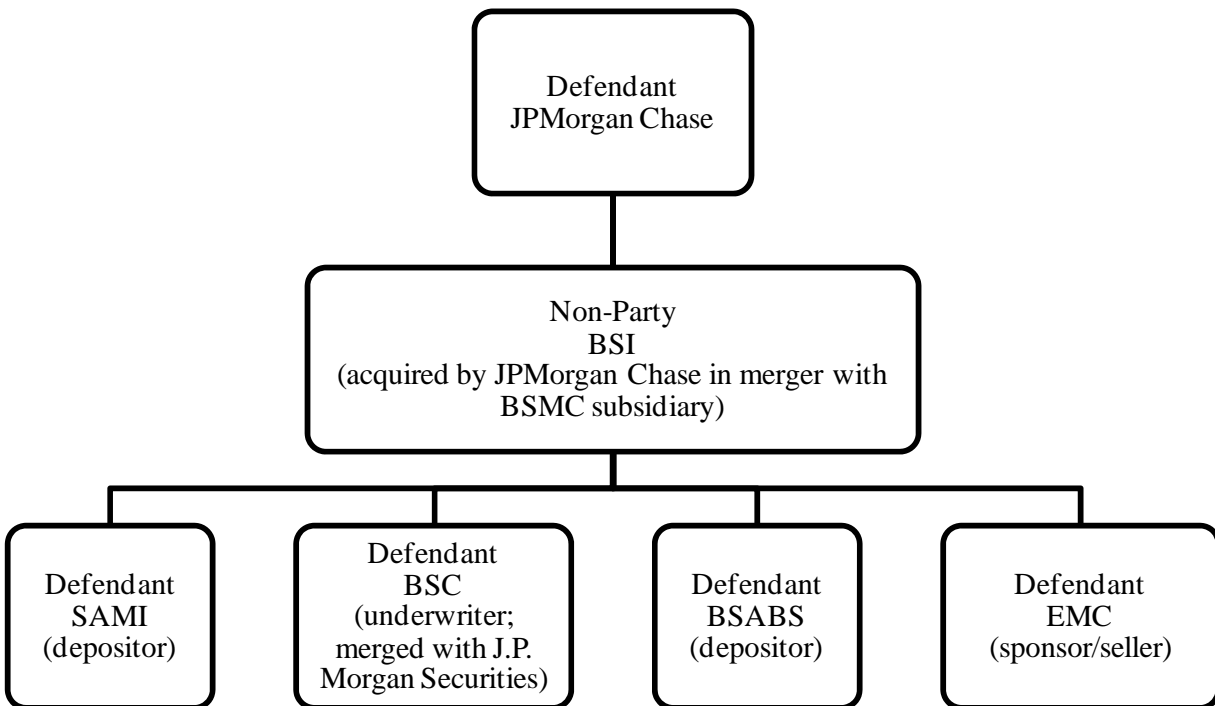 Defendant
JPMorgan Chase
Non-Party
BSI
(acquired by JPMorgan Chase in merger with
BSMC subsidiary)
Defendant
SAMI
(depositor)
Defendant
BSC
(underwriter;
merged with J.P.
Morgan Securities)
Defendant
BSABS
(depositor)
Defendant
EMC
(sponsor/seller)